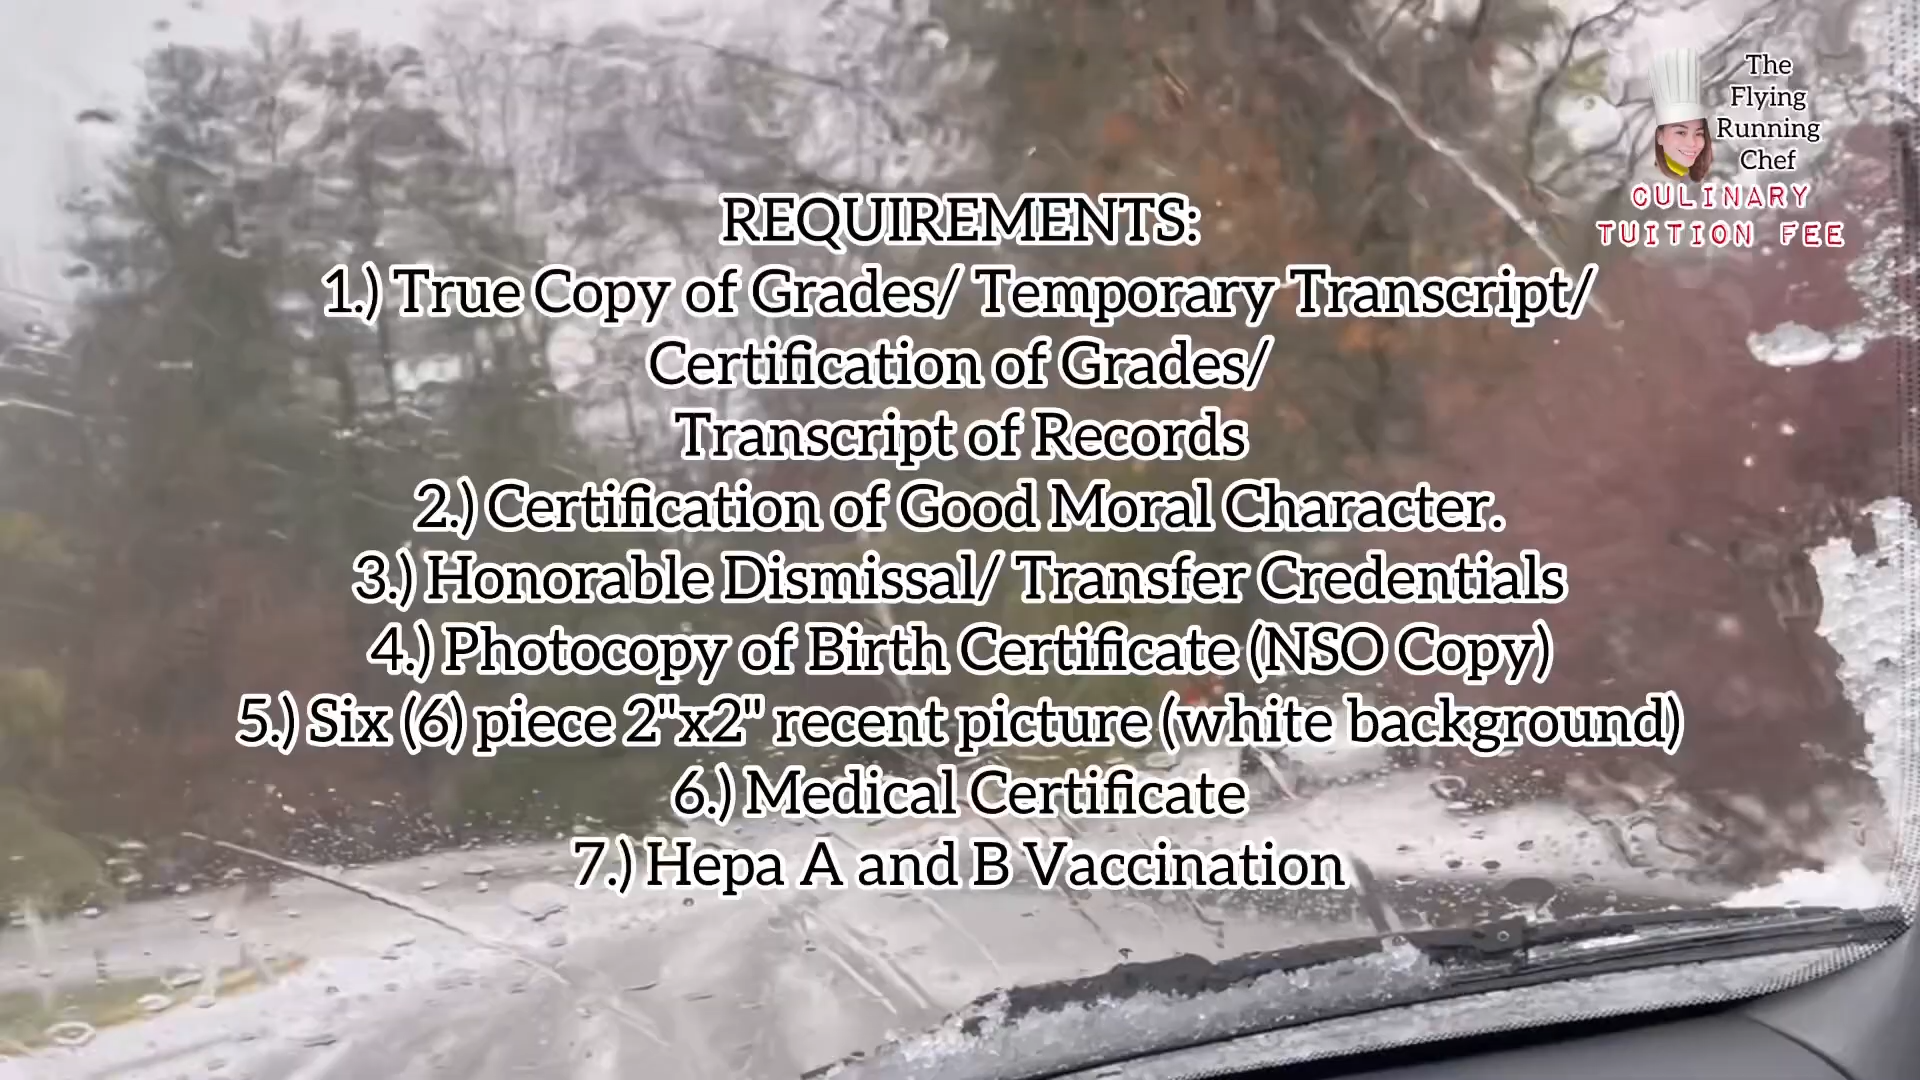 The
Flying
Running
Chef
CULINARY
TUITION FEE
REQUIREMENTS:
1.) True Copy of Grades/ Temporary Transcript/
Certification of Grades/
Transcript of Records
2.) Certification of Good Moral Character.
3.) Honorable Dismissal/ Transfer Credentials
4.) Photocopy of Birth Certificate (NSO Copy)
5.) Six (6) piece 2"x2" recent picture (white background)
6.) Medical Certificate
7.) Hepa A and B Vaccination